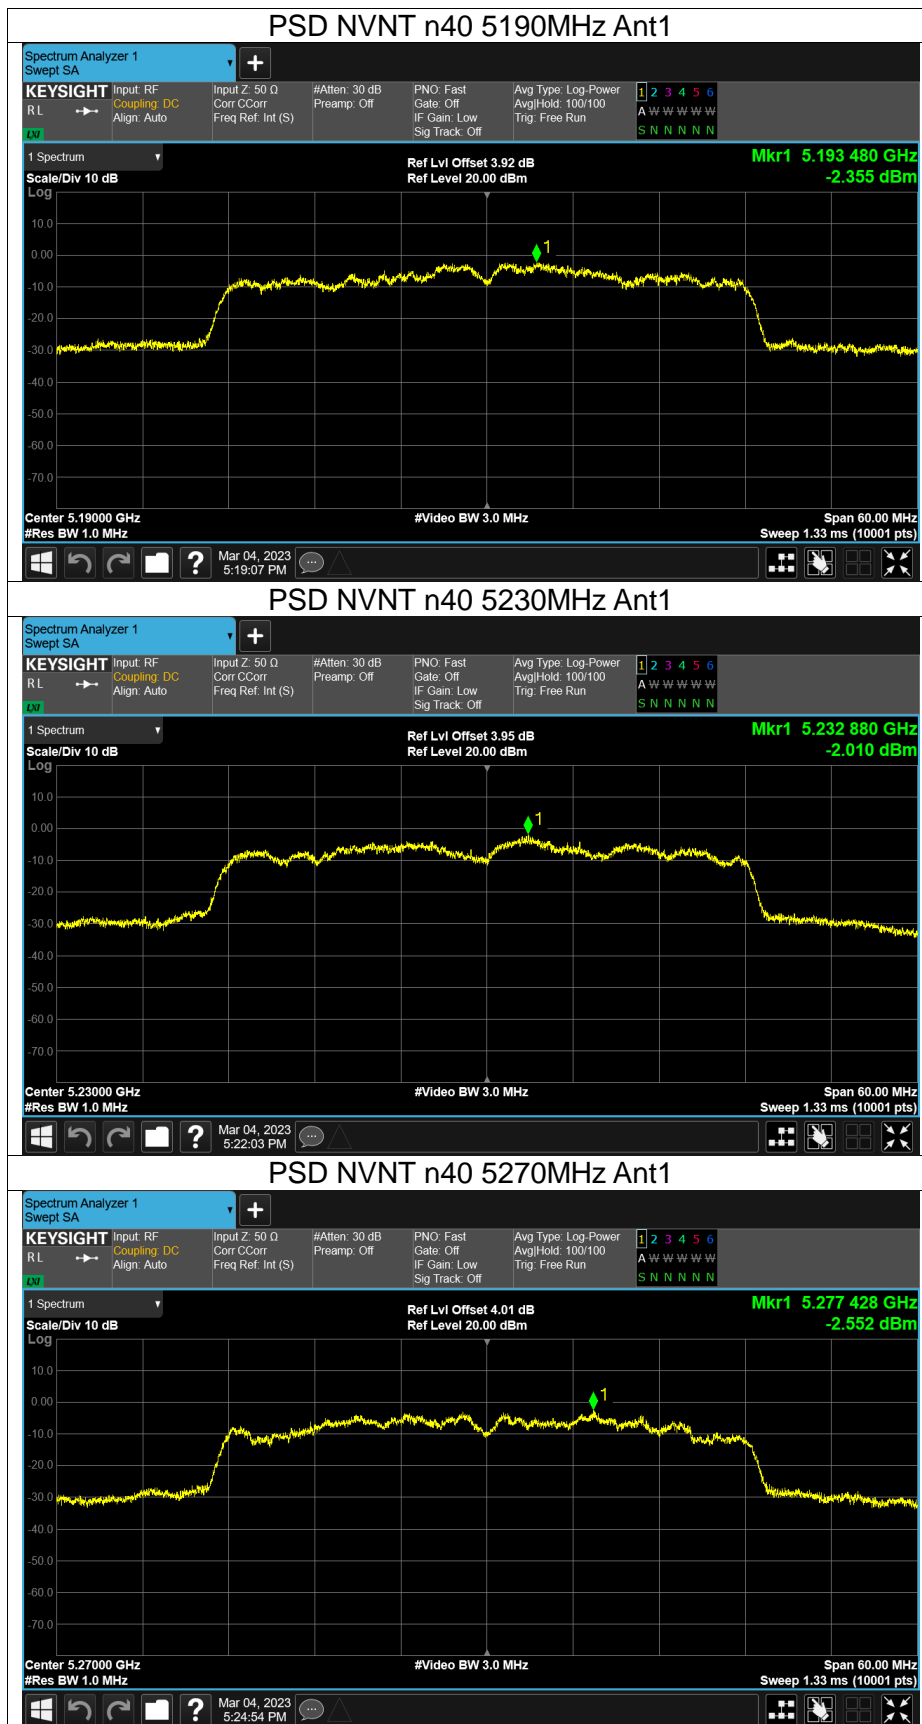 PSD NVNT n40 5190MHz Ant1
Spectrum Analyzer 1
Swept SA
KEYSIGHT Input: RF Input Z: 50 Ω #Atten: 30 dB PNO: Fast Avg Type: Log-Power 1 2 3 4 5 6
R L Coupling: DC Corr CCorr Preamp: Off Gate: Off Avg|Hold: 100/100 A W W W W W
Align: Auto Freq Ref: Int (S) IF Gain: Low Trig: Free Run
LXI Sig Track: Off S N N N N N
1 Spectrum Ref Lvl Offset 3.92 dB Mkr1 5.193 480 GHz
Scale/Div 10 dB Ref Level 20.00 dBm -2.355 dBm
Log
10.0
0.00
1
-10.0
-20.0
-30.0
-40.0
-50.0
-60.0
-70.0
Center 5.19000 GHz #Video BW 3.0 MHz Span 60.00 MHz
#Res BW 1.0 MHz Sweep 1.33 ms (10001 pts)
? Mar 04, 2023
5:19:07 PM
PSD NVNT n40 5230MHz Ant1
Spectrum Analyzer 1
Swept SA
KEYSIGHT Input: RF Input Z: 50 Ω #Atten: 30 dB PNO: Fast Avg Type: Log-Power 1 2 3 4 5 6
R L Coupling: DC Corr CCorr Preamp: Off Gate: Off Avg|Hold: 100/100 A W W W W W
Align: Auto Freq Ref: Int (S) IF Gain: Low Trig: Free Run
LXI Sig Track: Off S N N N N N
1 Spectrum Ref Lvl Offset 3.95 dB Mkr1 5.232 880 GHz
Scale/Div 10 dB Ref Level 20.00 dBm -2.010 dBm
Log
10.0
0.00
1
-10.0
-20.0
-30.0
-40.0
-50.0
-60.0
-70.0
Center 5.23000 GHz #Video BW 3.0 MHz Span 60.00 MHz
#Res BW 1.0 MHz Sweep 1.33 ms (10001 pts)
? Mar 04, 2023
5:22:03 PM
PSD NVNT n40 5270MHz Ant1
Spectrum Analyzer 1
Swept SA
KEYSIGHT Input: RF Input Z: 50 Ω #Atten: 30 dB PNO: Fast Avg Type: Log-Power 1 2 3 4 5 6
R L Coupling: DC Corr CCorr Preamp: Off Gate: Off Avg|Hold: 100/100 A W W W W W
Align: Auto Freq Ref: Int (S) IF Gain: Low Trig: Free Run
LXI Sig Track: Off S N N N N N
1 Spectrum Ref Lvl Offset 4.01 dB Mkr1 5.277 428 GHz
Scale/Div 10 dB Ref Level 20.00 dBm -2.552 dBm
Log
10.0
0.00
1
-10.0
-20.0
-30.0
-40.0
-50.0
-60.0
-70.0
Center 5.27000 GHz #Video BW 3.0 MHz Span 60.00 MHz
#Res BW 1.0 MHz Sweep 1.33 ms (10001 pts)
? Mar 04, 2023
5:24:54 PM